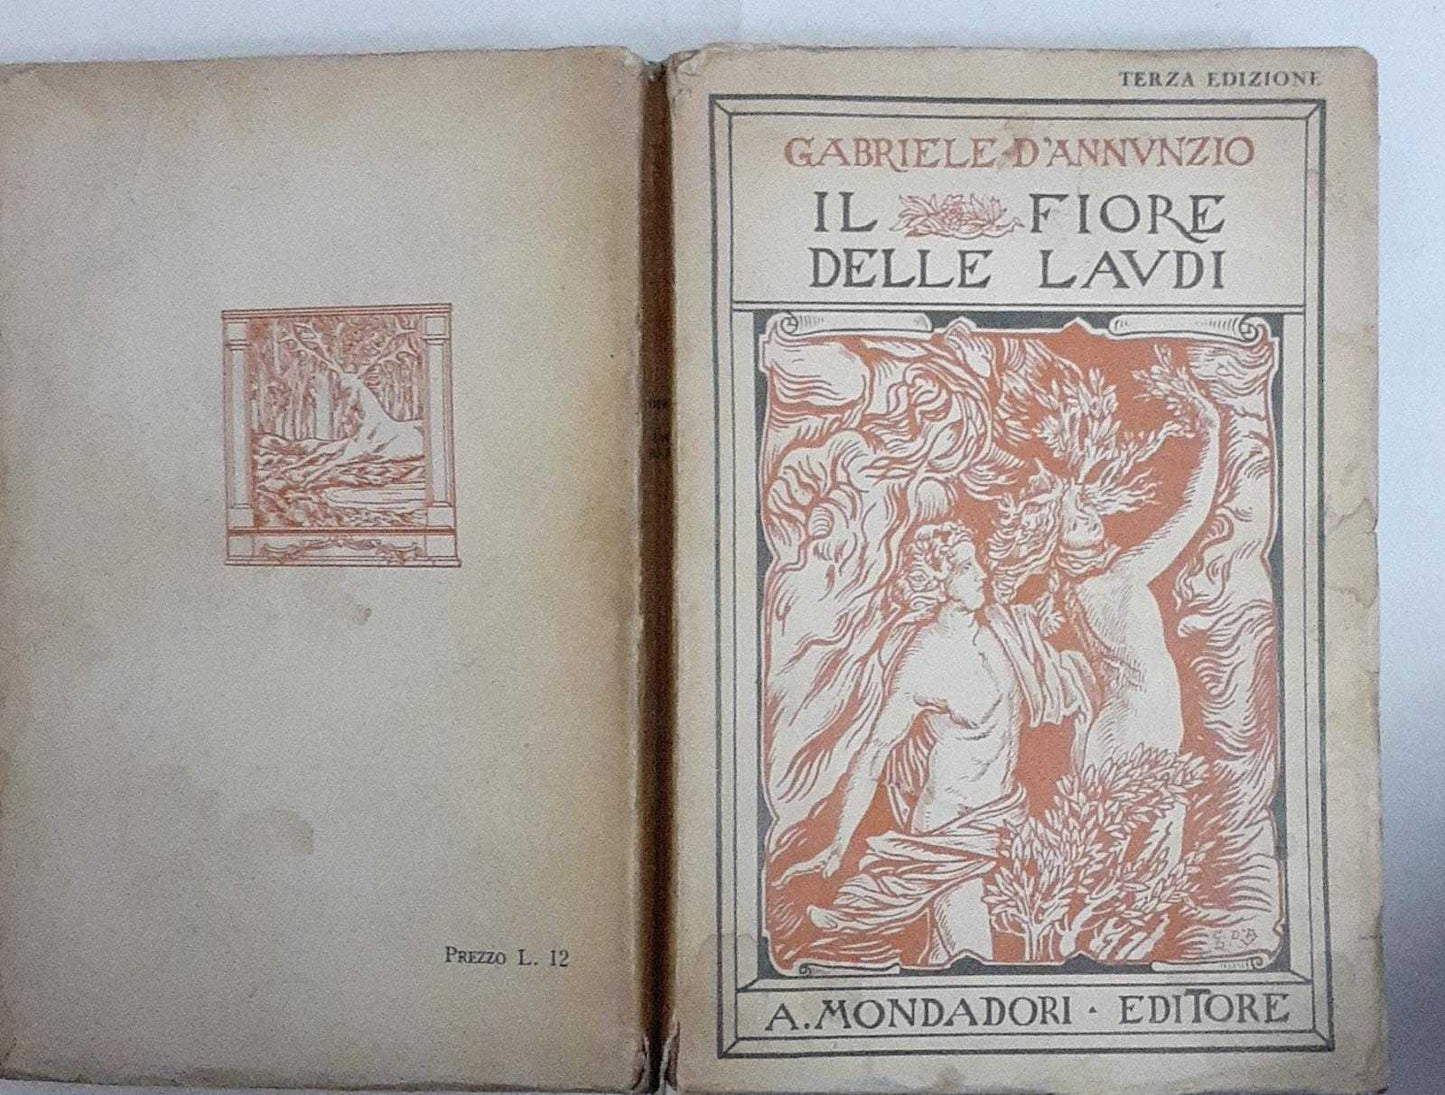 PREZZO L. 12
TERZA EDIZIONE
GABRIELE D'ANNVNZIO
IL FIORE
DELLE LAVDI
A. MONDADORI · EDITORE